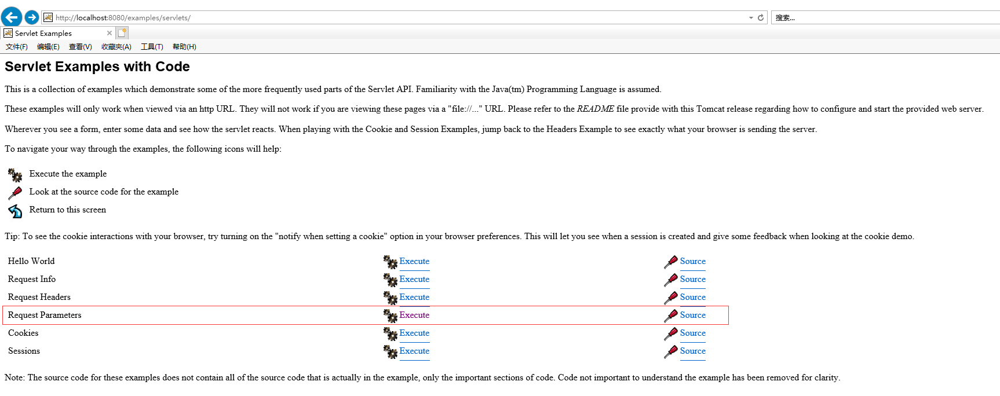 http://localhost:8080/examples/servlets/
搜索...
Servlet Examples
文件(F) 编辑(E) 查看(V) 收藏夹(A) 工具(T) 帮助(H)
Servlet Examples with Code
This is a collection of examples which demonstrate some of the more frequently used parts of the Servlet API. Familiarity with the Java(tm) Programming Language is assumed.
These examples will only work when viewed via an http URL. They will not work if you are viewing these pages via a "file://..." URL. Please refer to the README file provide with this Tomcat release regarding how to configure and start the provided web server.
Wherever you see a form, enter some data and see how the servlet reacts. When playing with the Cookie and Session Examples, jump back to the Headers Example to see exactly what your browser is sending the server.
To navigate your way through the examples, the following icons will help:
Execute the example
Look at the source code for the example
Return to this screen
Tip: To see the cookie interactions with your browser, try turning on the "notify when setting a cookie" option in your browser preferences. This will let you see when a session is created and give some feedback when looking at the cookie demo.
Hello World Execute Source
Request Info Execute Source
Request Headers Execute Source
Request Parameters Execute Source
Cookies Execute Source
Sessions Execute Source
Note: The source code for these examples does not contain all of the source code that is actually in the example, only the important sections of code. Code not important to understand the example has been removed for clarity.